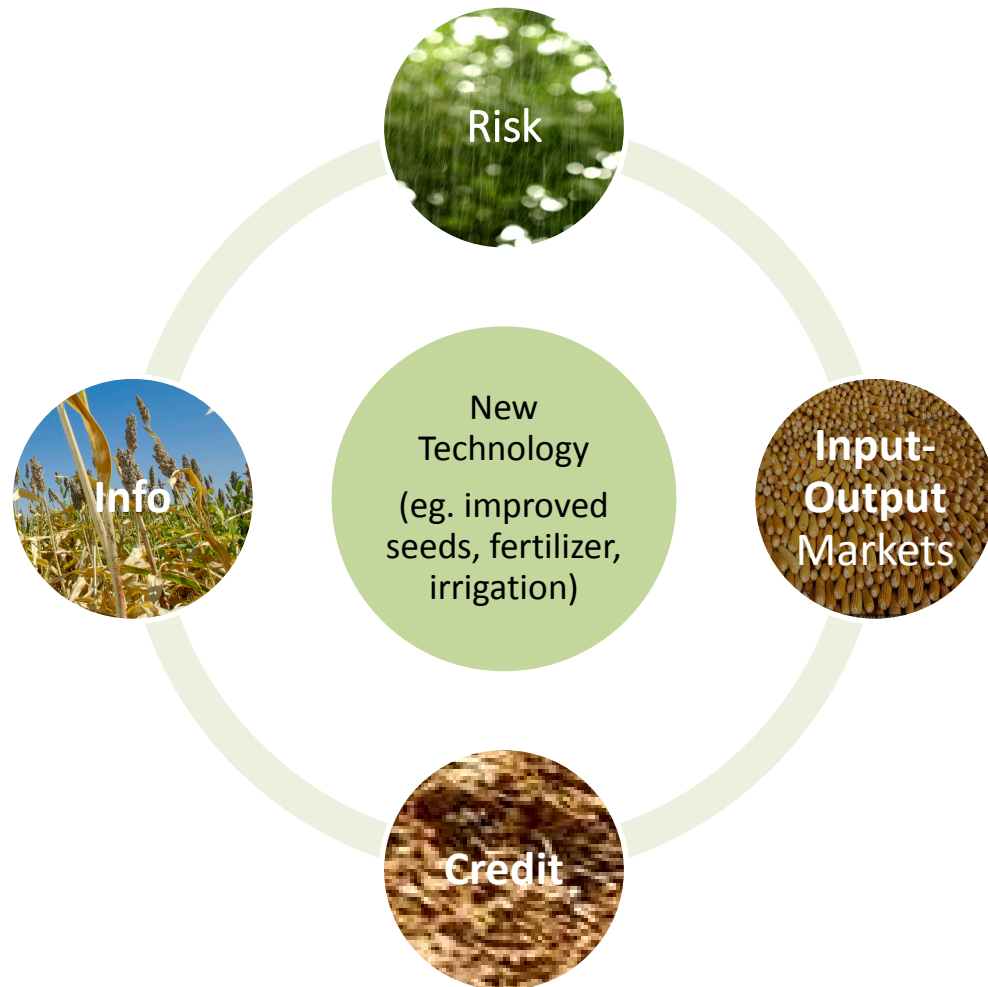 Risk
New
Technology
(eg. improved
seeds, fertilizer,
irrigation)
Info
Input-
Output
Markets
Credit